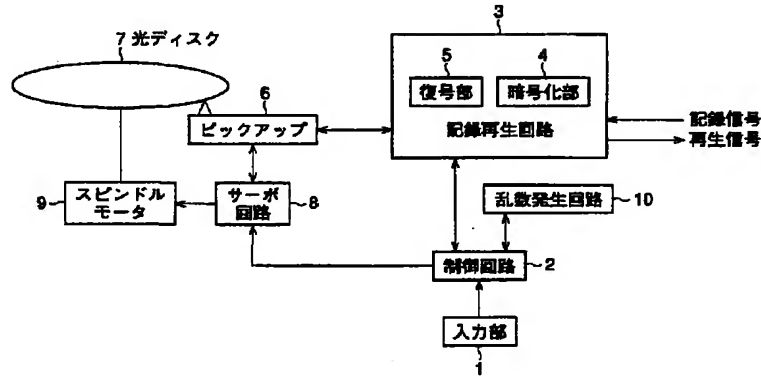 7 光ディスク
3
5
4
復号部
暗号化部
記録再生回路
記録信号
再生信号
6
ピックアップ
9
スピンドル
モータ
サーボ
回路
8
乱数発生回路
10
制御回路
2
入力部
1